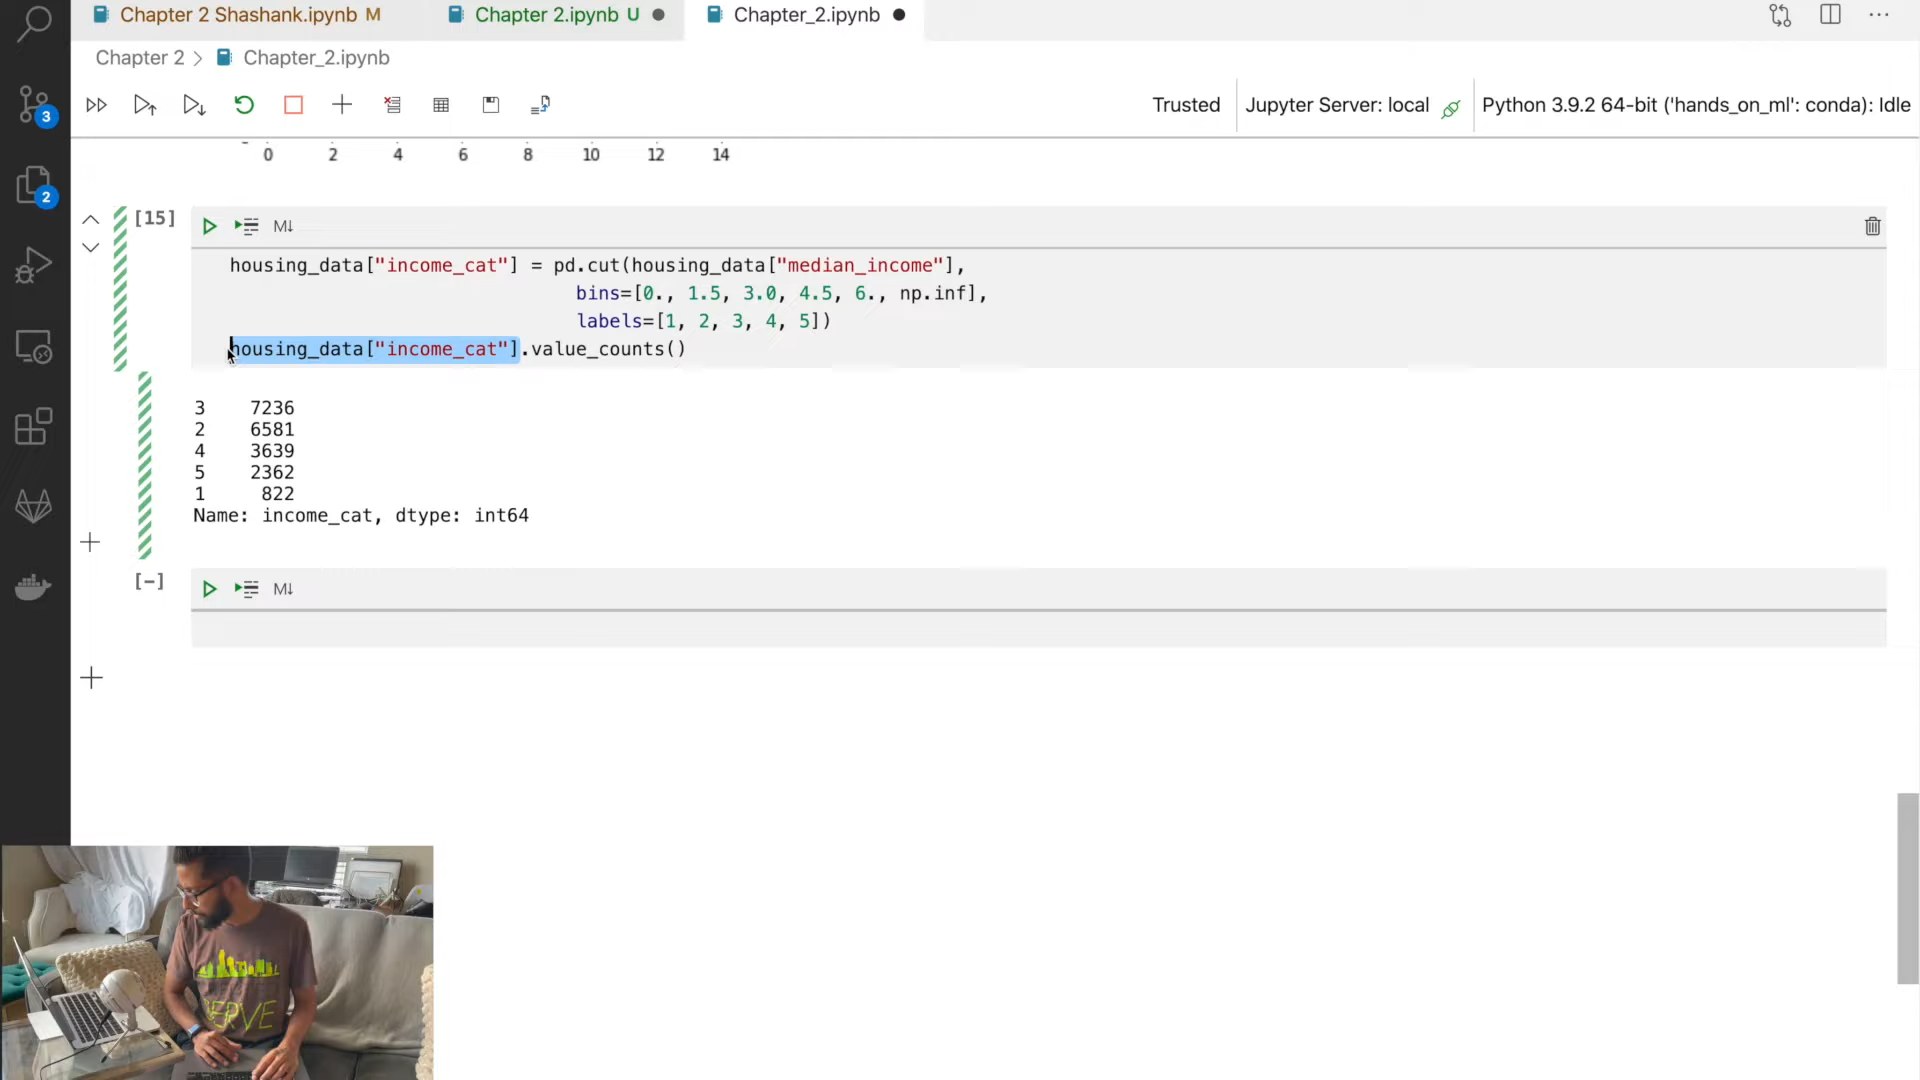 Chapter 2 Shashank.ipynb M
Chapter 2.ipynb U
Chapter_2.ipynb
Chapter 2 > Chapter_2.ipynb
Trusted
Jupyter Server: local
Python 3.9.2 64-bit ('hands_on_ml': conda): Idle
3
2
0 2 4 6 8 10 12 14
[15]
M↓
housing_data["income_cat"] = pd.cut(housing_data["median_income"],
bins=[0., 1.5, 3.0, 4.5, 6., np.inf],
labels=[1, 2, 3, 4, 5])
housing_data["income_cat"].value_counts()
3 7236
2 6581
4 3639
5 2362
1 822
Name: income_cat, dtype: int64
[-]
M↓